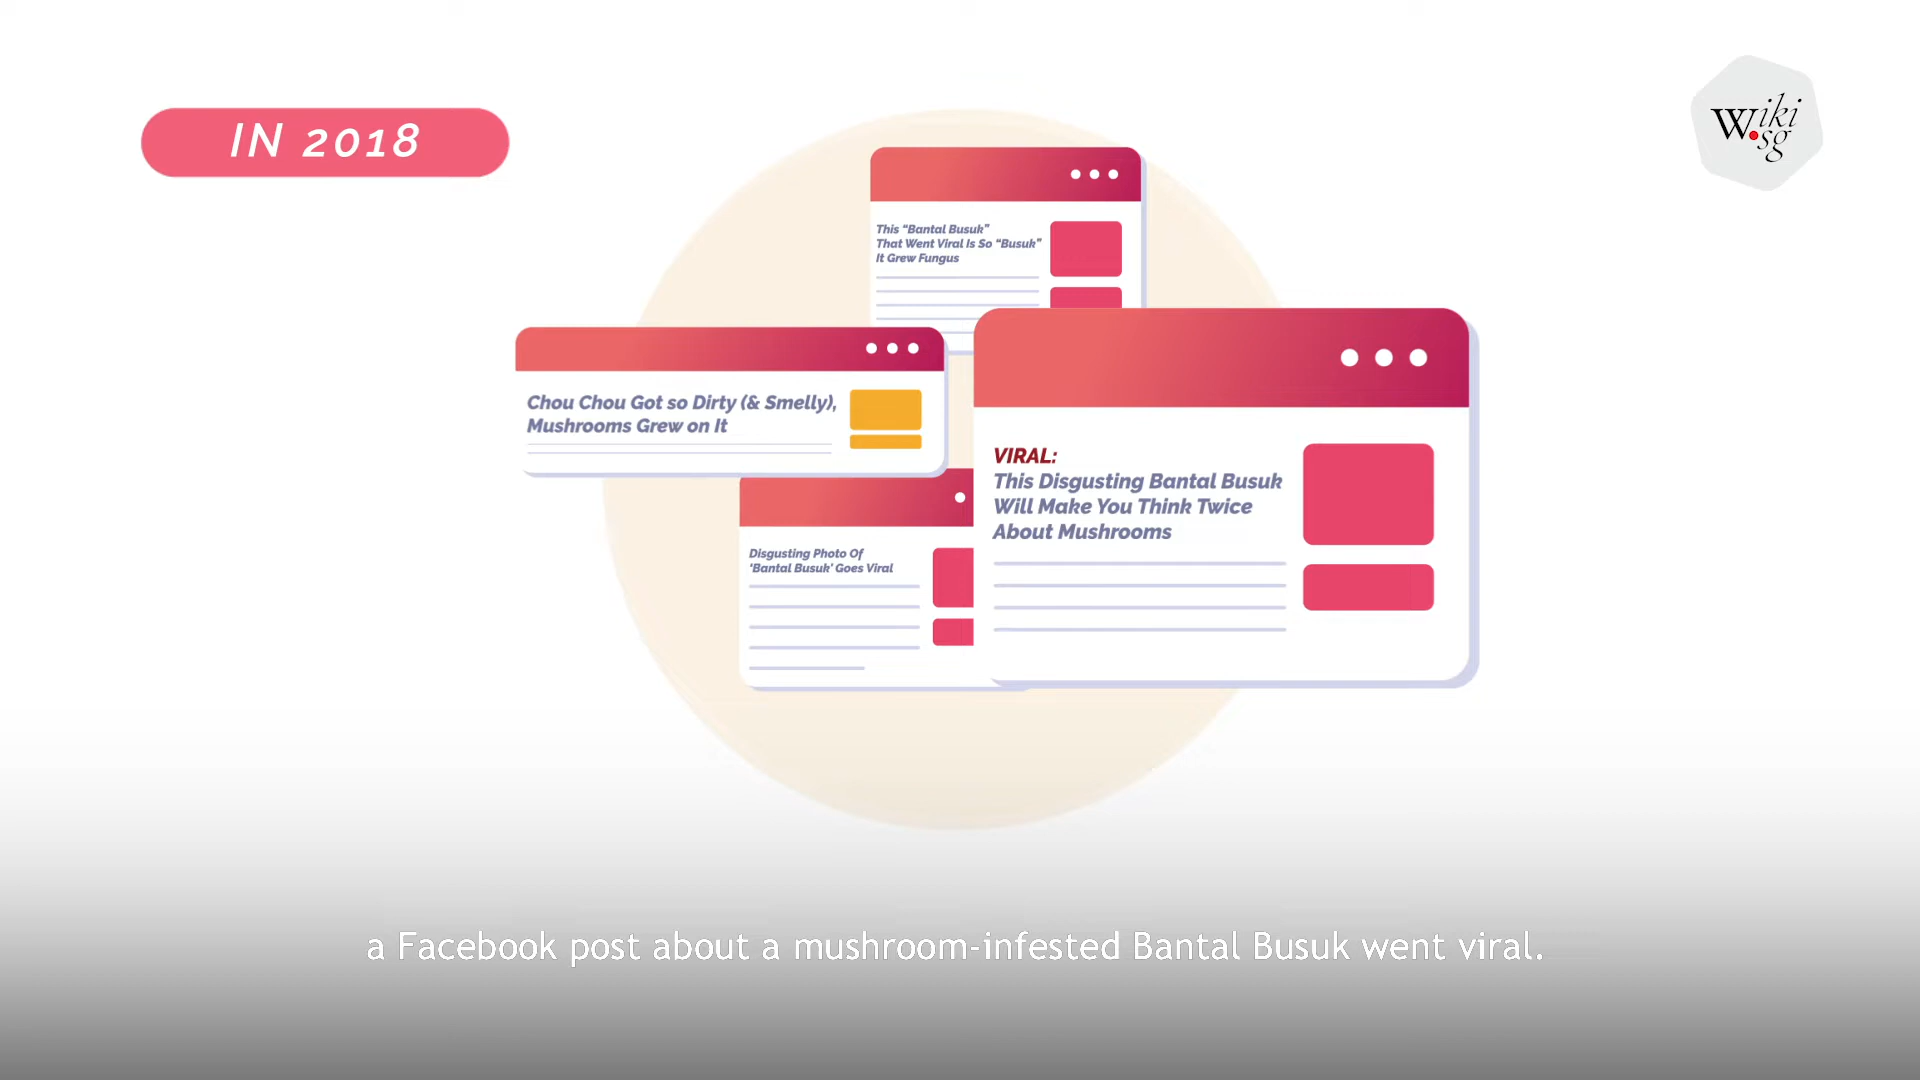 IN 2018
Wiki
.sg
This “Bantal Busuk”
That Went Viral Is So “Busuk”
It Grew Fungus
Chou Chou Got so Dirty (& Smelly),
Mushrooms Grew on It
VIRAL:
This Disgusting Bantal Busuk
Will Make You Think Twice
About Mushrooms
Disgusting Photo Of
‘Bantal Busuk’ Goes Viral
a Facebook post about a mushroom-infested Bantal Busuk went viral.